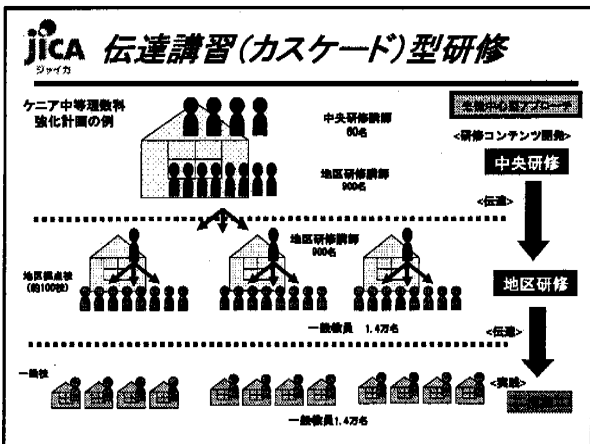 JICA 伝達講習(カスケード)型研修
ジャイカ
ケニア中等理数科
強化計画の例
中央研修講師
60名
<研修コンテンツ開発>
中央研修
地区研修講師
900名
<伝達>
地区研修講師
900名
地区拠点校
(約100校)
地区研修
一般教員 1.4万名
<伝達>
一般校
<実践>
一般教員1.4万名